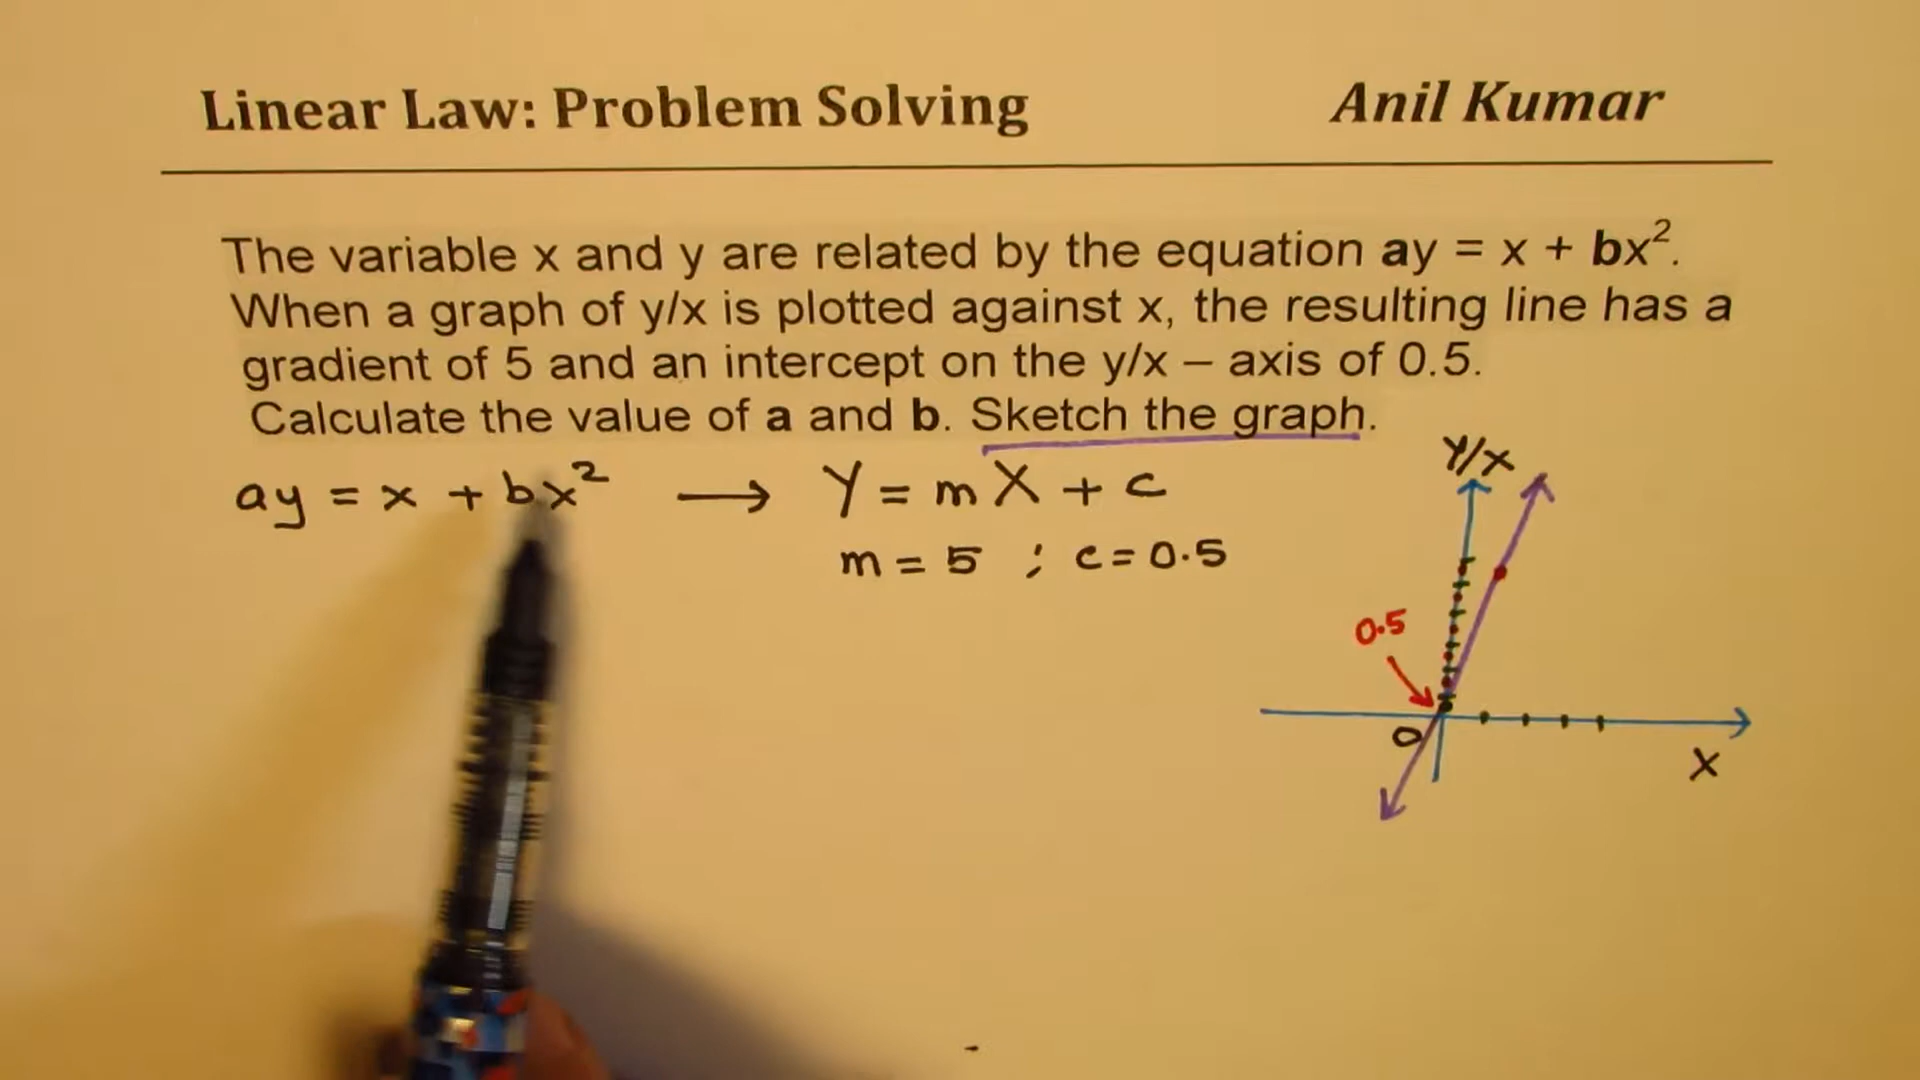 Linear Law: Problem Solving
Anil Kumar
The variable x and y are related by the equation ay = x + bx².
When a graph of y/x is plotted against x, the resulting line has a
gradient of 5 and an intercept on the y/x – axis of 0.5.
Calculate the value of a and b. Sketch the graph.
ay = x + bx² → Y = mX + c
m = 5 ; c = 0.5
Y/X
0.5
0
X